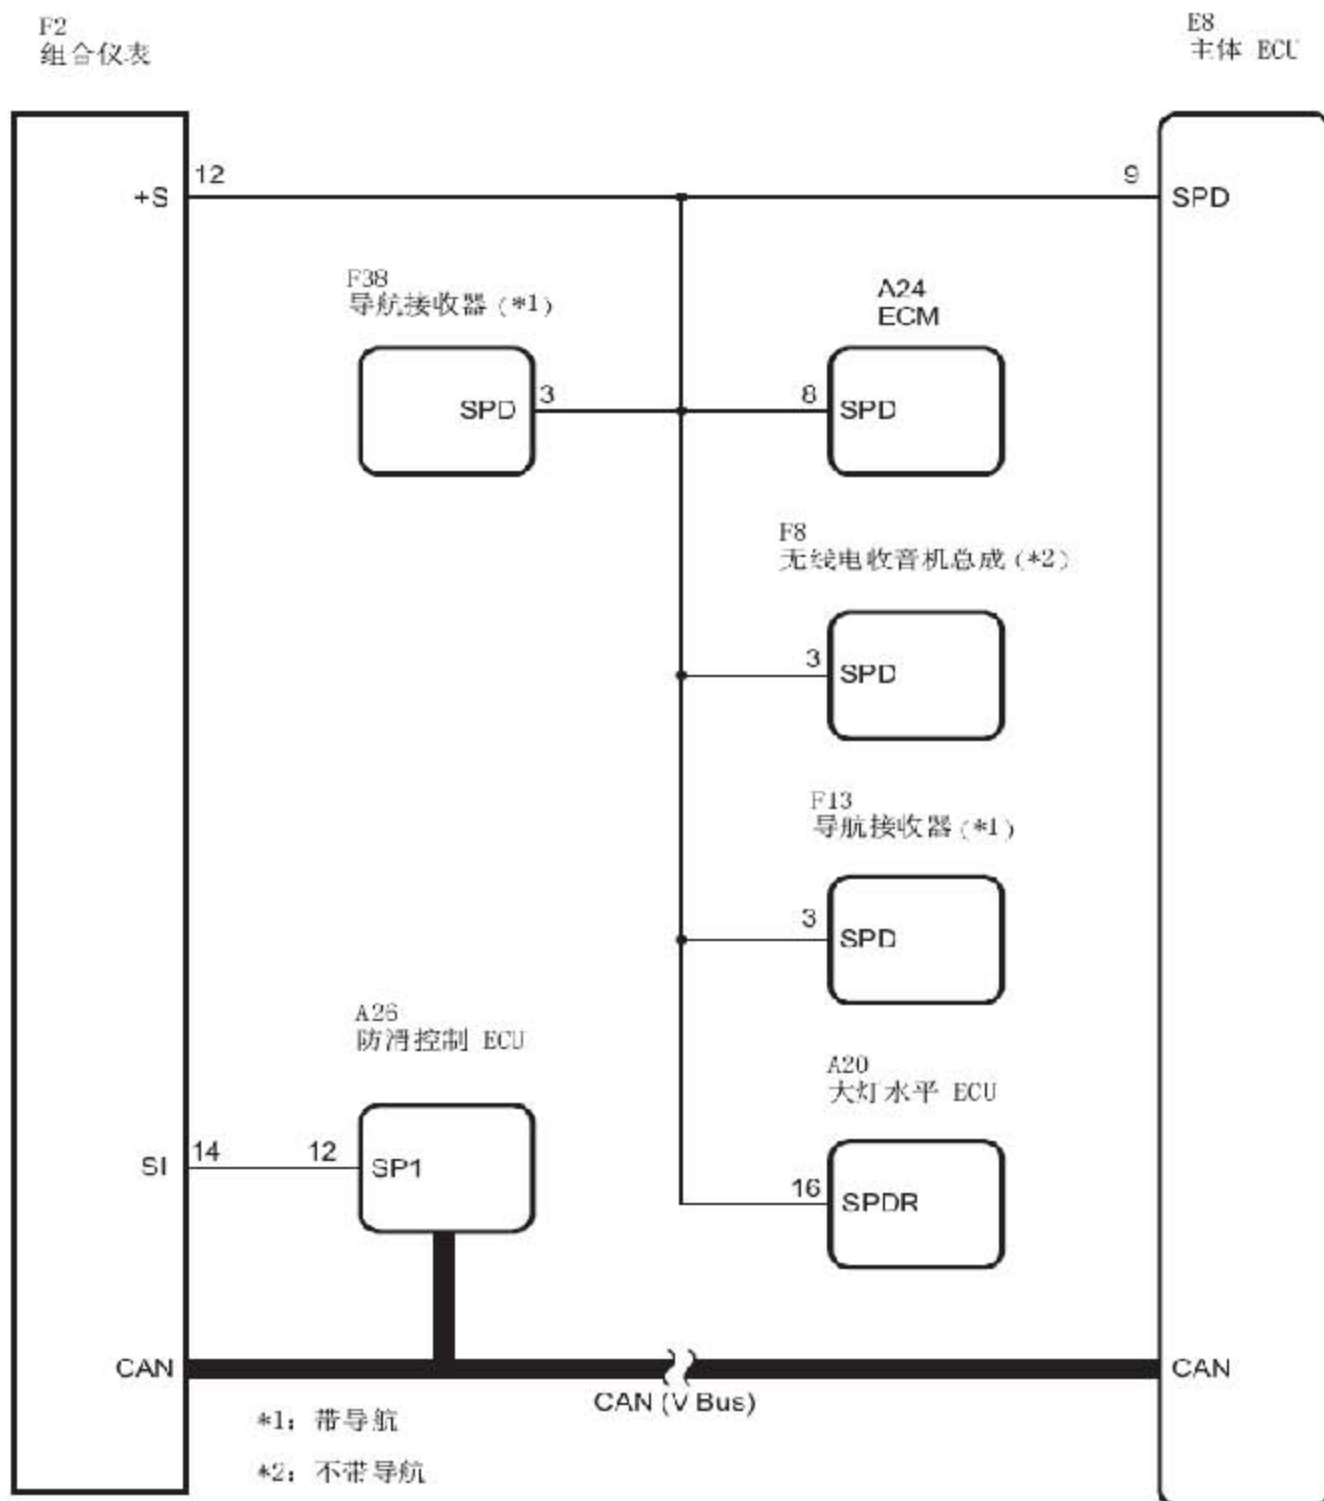 F2
组合仪表
E8
主体 ECU
12
9
+S
SPD
F38
导航接收器(*1)
A24
ECM
SPD
3
8
SPD
F8
无线电收音机总成(*2)
3
SPD
F13
导航接收器(*1)
3
SPD
A26
防滑控制 ECU
A20
大灯水平 ECU
SI
14
12
SP1
16
SPDR
CAN
CAN
CAN (V Bus)
*1: 带导航
*2: 不带导航